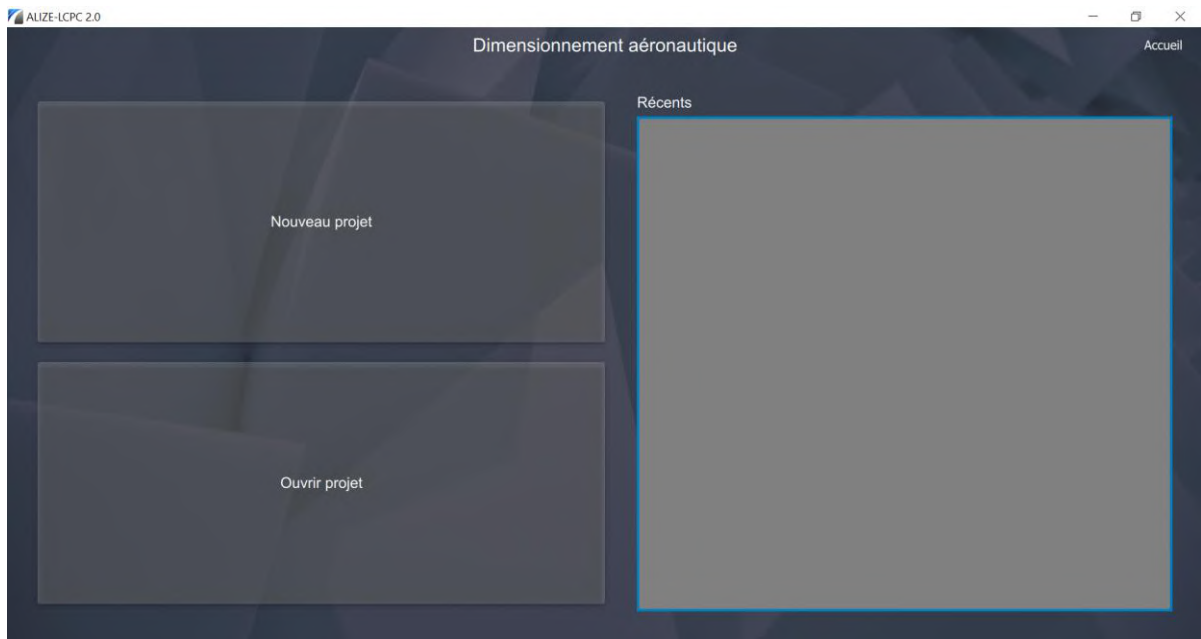 ALIZE-LCPC 2.0
Dimensionnement aéronautique
Accueil
Récents
Nouveau projet
Ouvrir projet